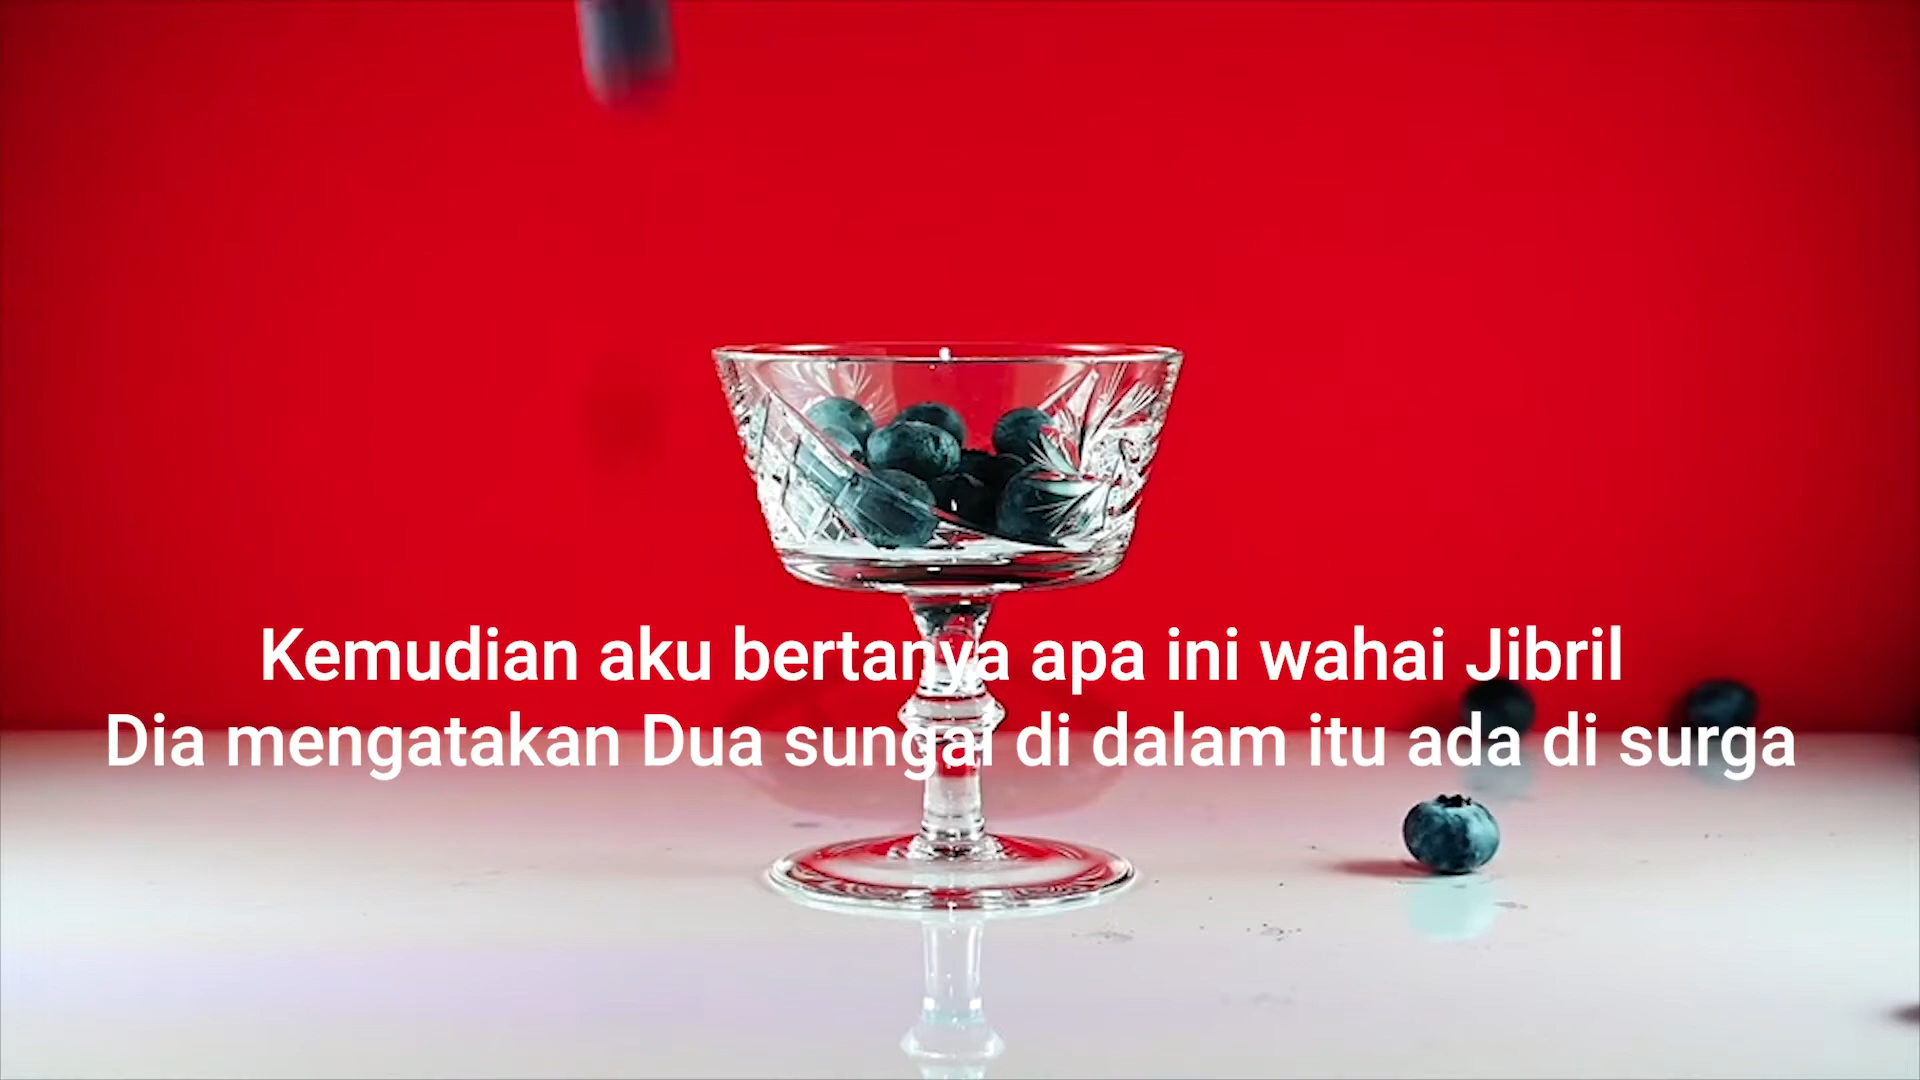 Kemudian aku bertanya apa ini wahai Jibril
Dia mengatakan Dua sungai di dalam itu ada di surga